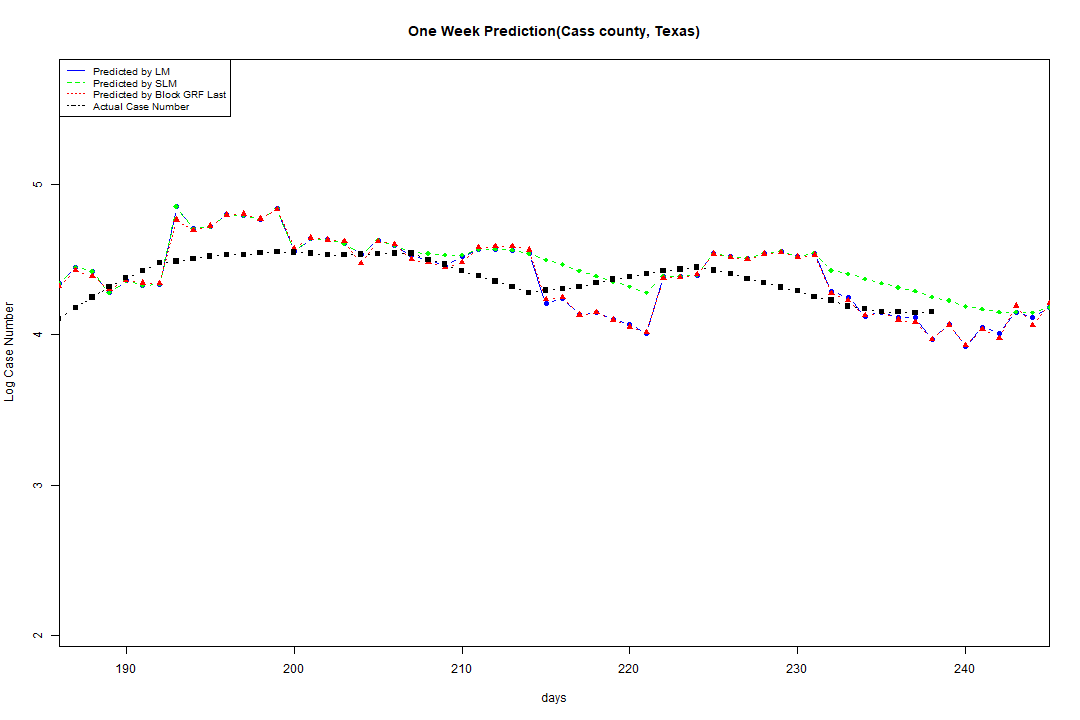 One Week Prediction(Cass county, Texas)
Predicted by LM
Predicted by SLM
Predicted by Block GRF Last
Actual Case Number
5
4
3
2
Log Case Number
190
200
210
220
230
240
days